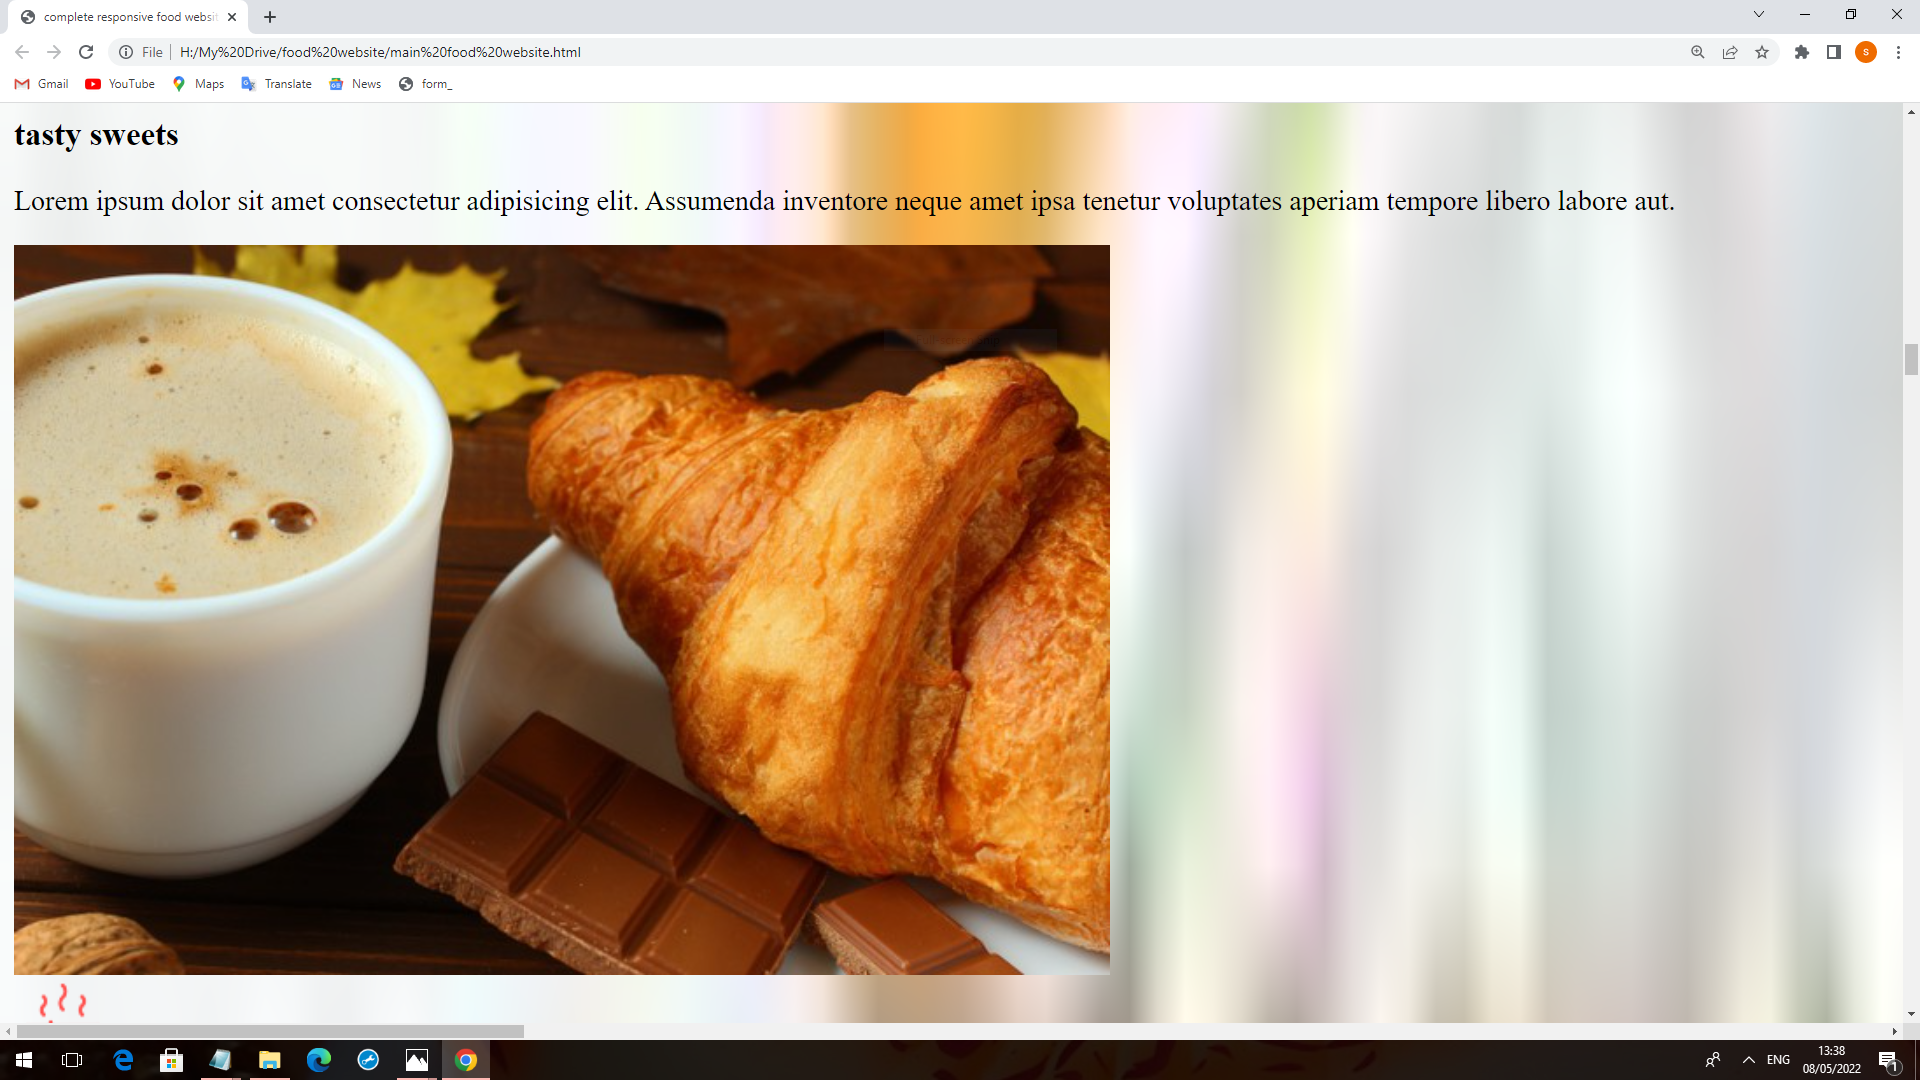 complete responsive food websit
File
H:/My%20Drive/food%20website/main%20food%20website.html
s
Gmail
YouTube
Maps
Translate
News
form_
tasty sweets
Lorem ipsum dolor sit amet consectetur adipisicing elit. Assumenda inventore neque amet ipsa tenetur voluptates aperiam tempore libero labore aut.
ENG
13:38
08/05/2022
1